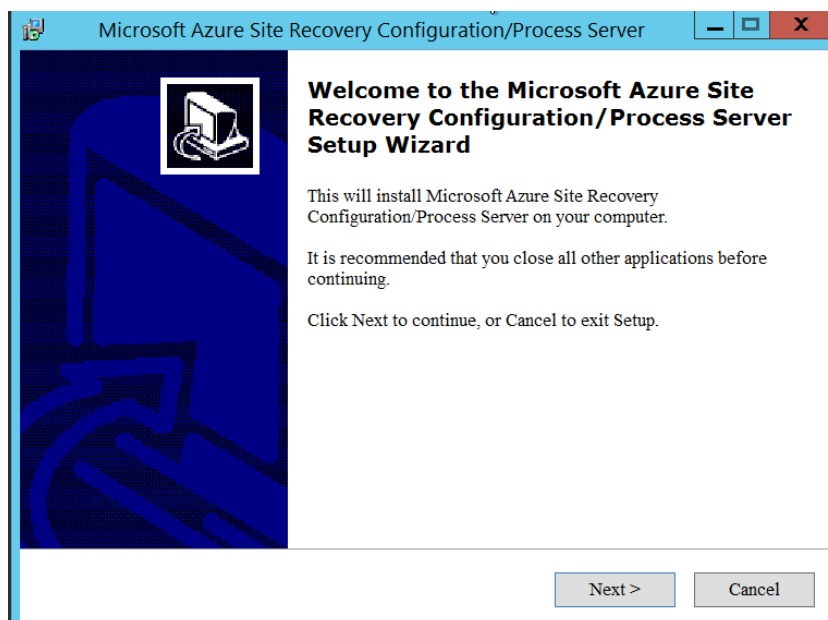 Microsoft Azure Site Recovery Configuration/Process Server
Welcome to the Microsoft Azure Site
Recovery Configuration/Process Server
Setup Wizard
This will install Microsoft Azure Site Recovery
Configuration/Process Server on your computer.
It is recommended that you close all other applications before
continuing.
Click Next to continue, or Cancel to exit Setup.
Next >
Cancel